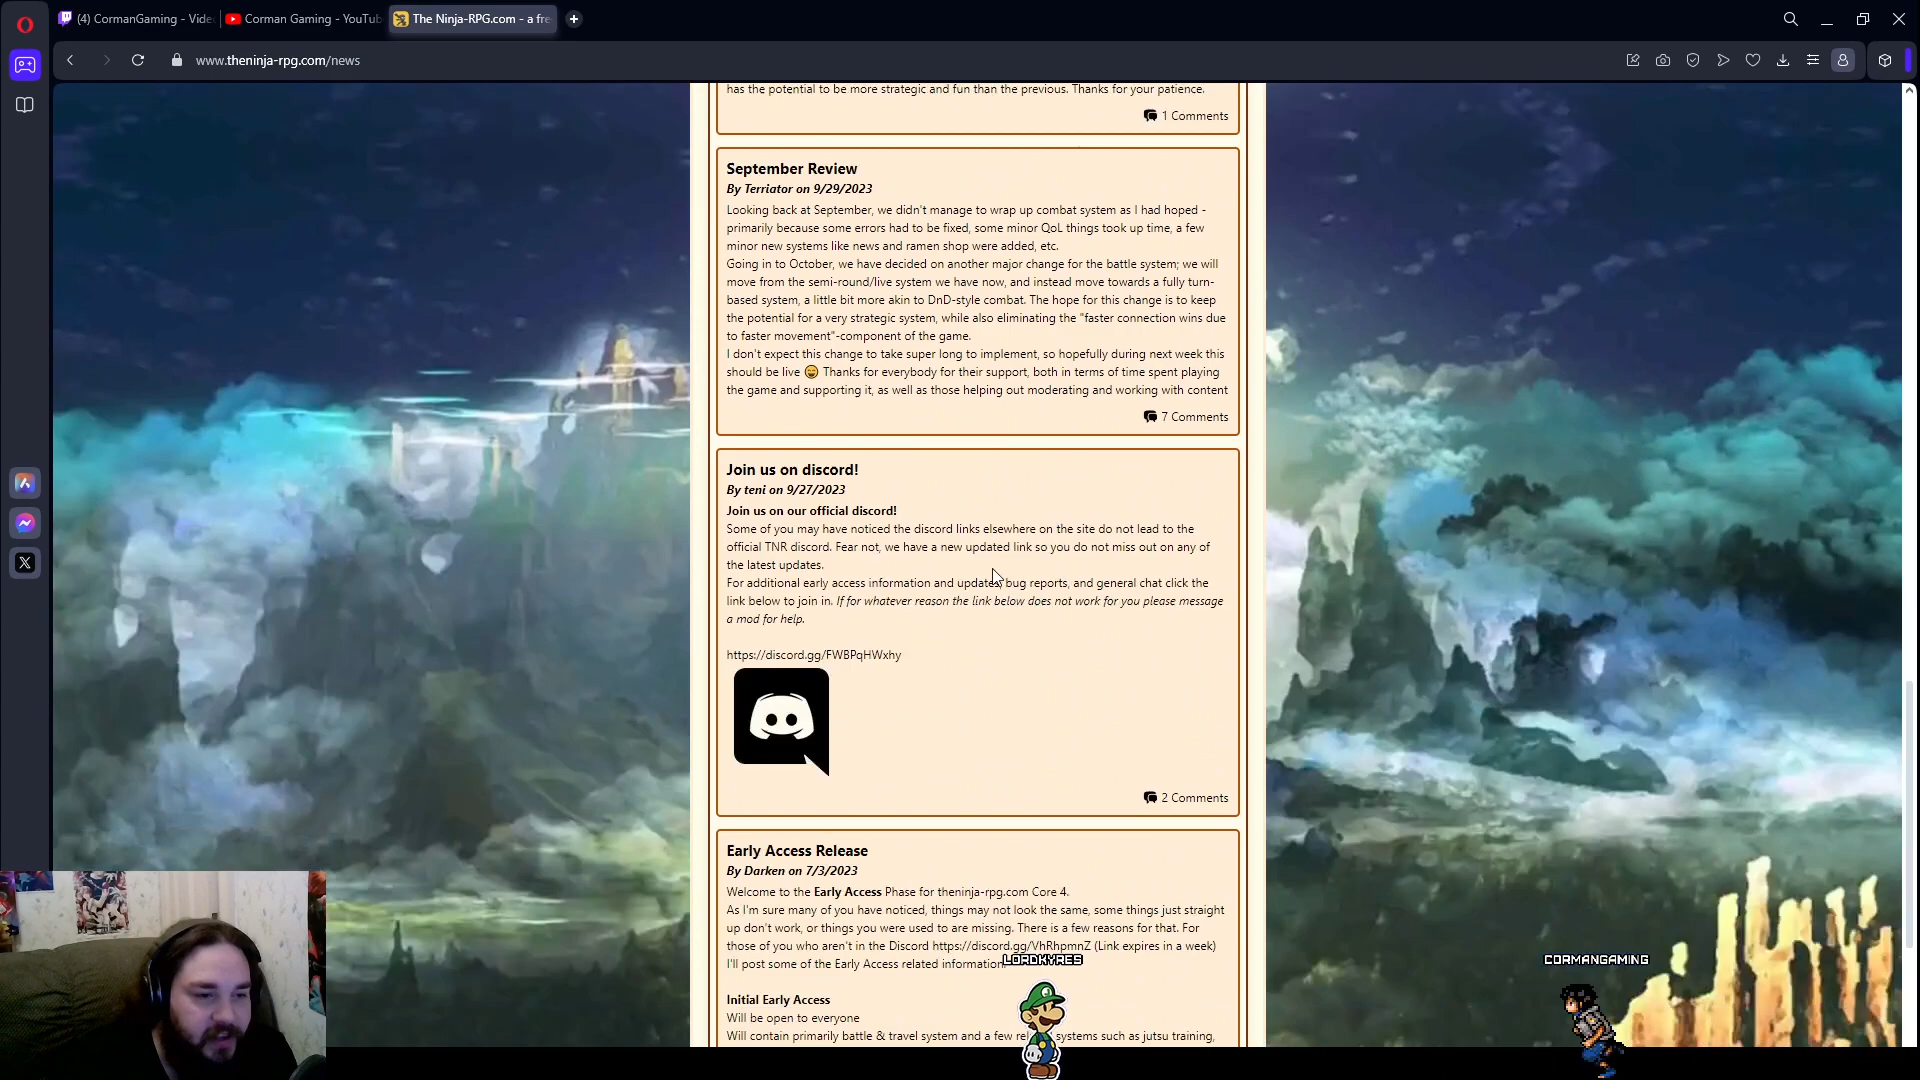 (4) CormanGaming - Vide
Corman Gaming - YouTub
The Ninja-RPG.com - a fre
www.theninja-rpg.com/news
has the potential to be more strategic and fun than the previous. Thanks for your patience.
1 Comments
September Review
By Terriator on 9/29/2023
Looking back at September, we didn't manage to wrap up combat system as I had hoped -
primarily because some errors had to be fixed, some minor QoL things took up time, a few
minor new systems like news and ramen shop were added, etc.
Going in to October, we have decided on another major change for the battle system; we will
move from the semi-round/live system we have now, and instead move towards a fully turn-
based system, a little bit more akin to DnD-style combat. The hope for this change is to keep
the potential for a very strategic system, while also eliminating the "faster connection wins due
to faster movement"-component of the game.
I don't expect this change to take super long to implement, so hopefully during next week this
should be live 😄 Thanks for everybody for their support, both in terms of time spent playing
the game and supporting it, as well as those helping out moderating and working with content
7 Comments
Join us on discord!
By teni on 9/27/2023
Join us on our official discord!
Some of you may have noticed the discord links elsewhere on the site do not lead to the
official TNR discord. Fear not, we have a new updated link so you do not miss out on any of
the latest updates.
For additional early access information and updates, bug reports, and general chat click the
link below to join in. If for whatever reason the link below does not work for you please message
a mod for help.
https://discord.gg/FWBPqHWxhy
2 Comments
Early Access Release
By Darken on 7/3/2023
Welcome to the Early Access Phase for theninja-rpg.com Core 4.
As I'm sure many of you have noticed, things may not look the same, some things just straight
up don't work, or things you were used to are missing. There is a few reasons for that. For
those of you who aren't in the Discord https://discord.gg/VhRhpmnZ (Link expires in a week)
I'll post some of the Early Access related information.
LORDKYRES
CORMANGAMING
Initial Early Access
Will be open to everyone
Will contain primarily battle & travel system and a few systems such as jutsu training,